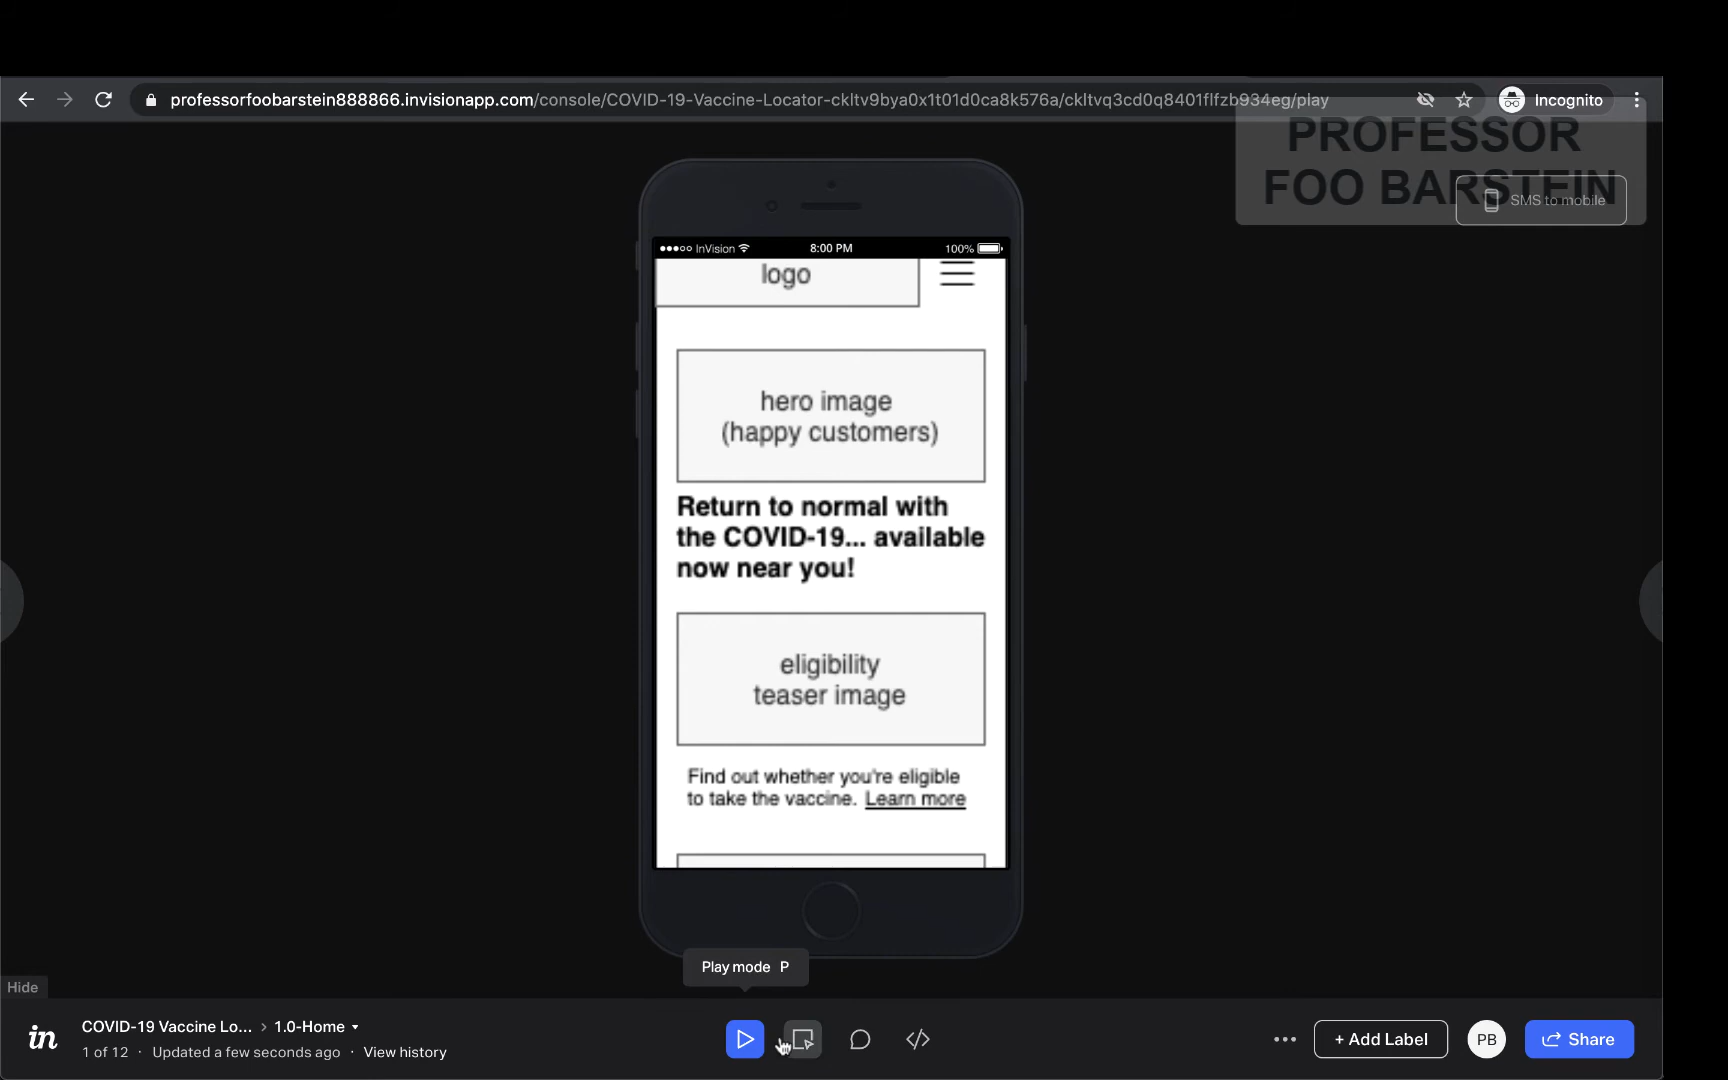 professorfoobarstein888866.invisionapp.com/console/COVID-19-Vaccine-Locator-ckltv9bya0x1t01d0ca8k576a/ckltvq3cd0q8401flfzb934eg/play
Incognito
PROFESSOR
FOO BARSTEIN
SMS to mobile
InVision 8:00 PM 100%
logo
hero image
(happy customers)
Return to normal with
the COVID-19... available
now near you!
eligibility
teaser image
Find out whether you're eligible
to take the vaccine. Learn more
Play mode P
Hide
in
COVID-19 Vaccine Lo... > 1.0-Home
1 of 12 · Updated a few seconds ago · View history
+ Add Label
PB
Share